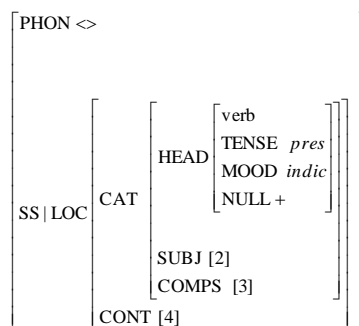 PHON <>
verb
TENSE pres
HEAD
MOOD indic
NULL +
CAT
SS | LOC
SUBJ [2]
COMPS [3]
CONT [4]